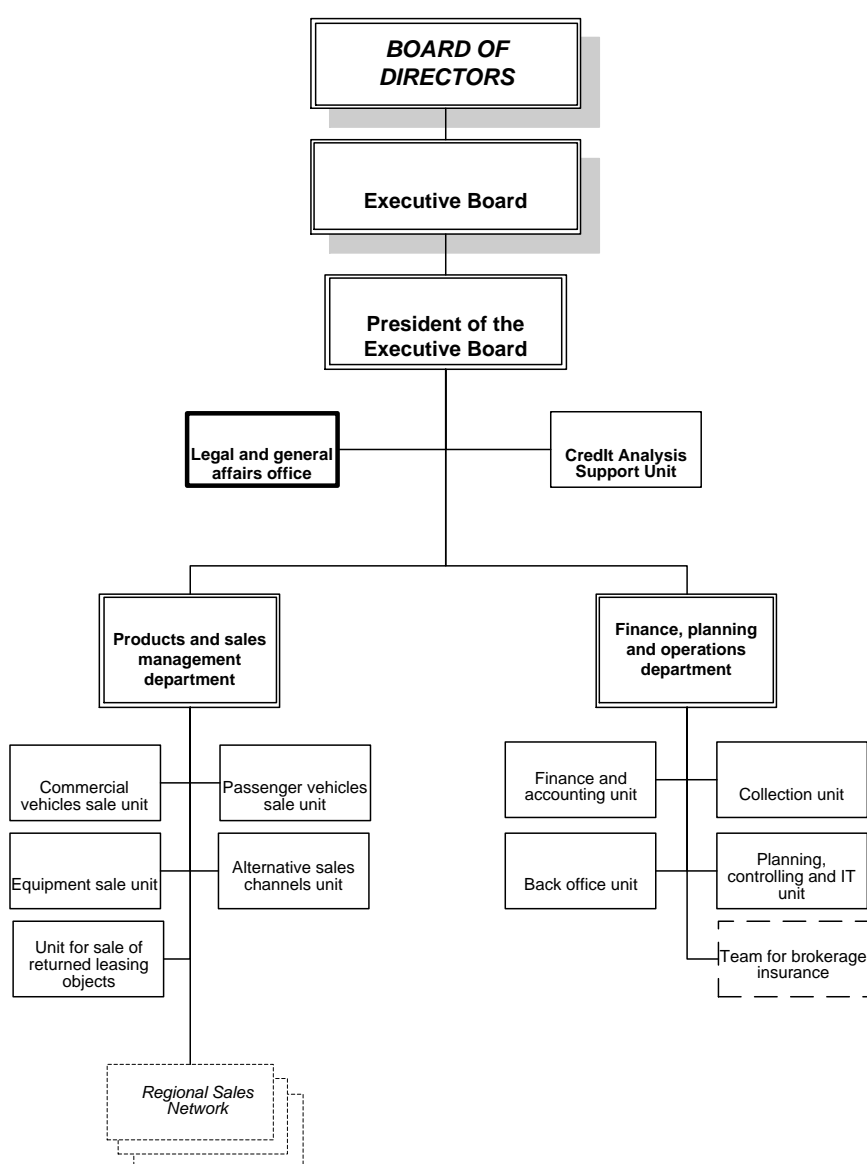 BOARD OF
DIRECTORS
Executive Board
President of the
Executive Board
Legal and general
affairs office
CredIt Analysis
Support Unit
Products and sales
management
department
Finance, planning
and operations
department
Commercial
vehicles sale unit
Passenger vehicles
sale unit
Finance and
accounting unit
Collection unit
Equipment sale unit
Alternative sales
channels unit
Back office unit
Planning,
controlling and IT
unit
Unit for sale of
returned leasing
objects
Team for brokerage
insurance
Regional Sales
Network